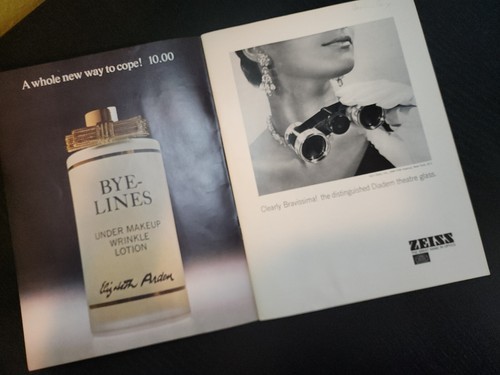 A whole new way to cope! 10.00
BYE-
LINES
UNDER MAKEUP
WRINKLE
LOTION
Elizabeth Arden
Clearly Bravissima! the distinguished Diadem theatre glass.
ZEISS